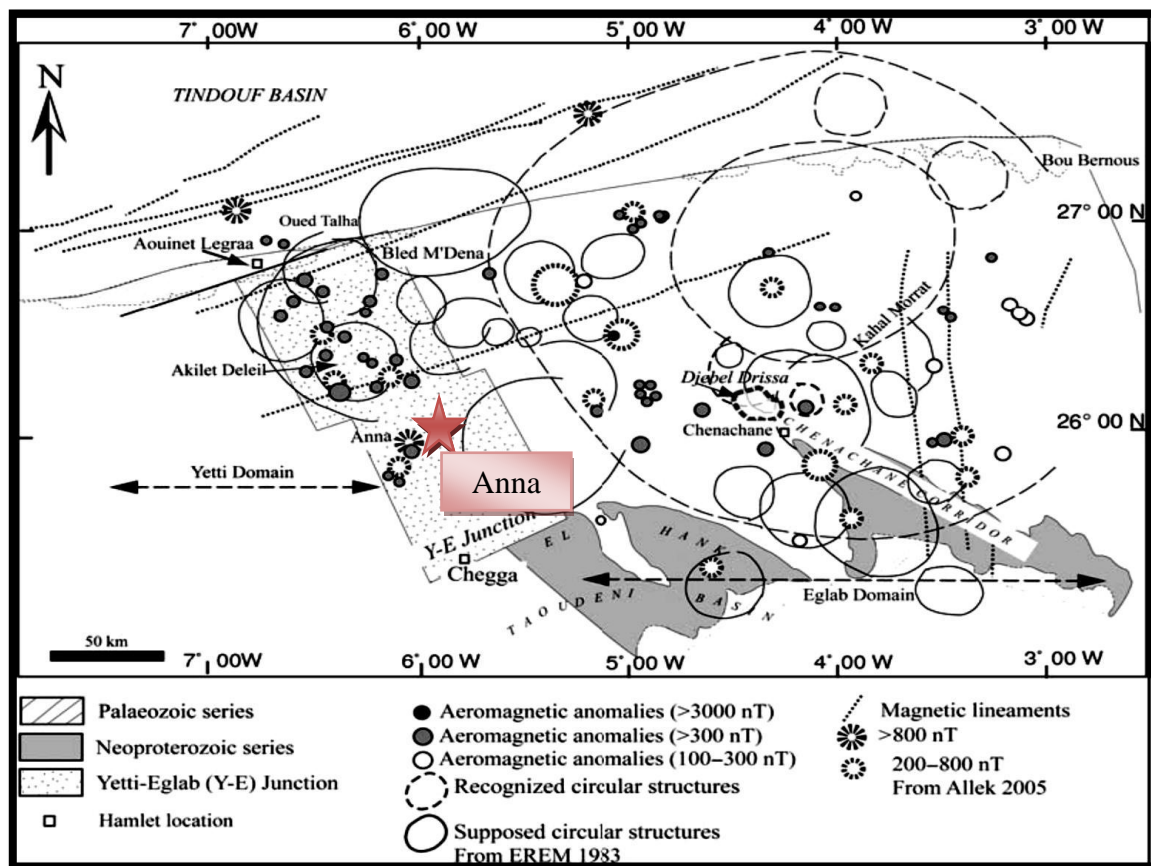 7° 00W 6° 00 W 5° 00 W 4° 00 W 3° 00 W
N
TINDOUF BASIN
Bou Bernous
27° 00 N
Oued Talha
Aouinet Legraa
Bled M'Dena
Kahal Morrat
Akilet Deleil
Djebel Drissa
26° 00 N
Anna
Chenachane
CHENACHANE CORRIDOR
Yetti Domain
Anna
Y-E Junction
EL HANK
Chegga
TAOUDENI BASIN
Eglab Domain
50 km
7° 00 W 6° 00 W 5° 00 W 4° 00 W 3° 00 W
Palaeozoic series
Neoproterozoic series
Yetti-Eglab (Y-E) Junction
Hamlet location
Aeromagnetic anomalies (>3000 nT)
Aeromagnetic anomalies (>300 nT)
Aeromagnetic anomalies (100–300 nT)
Recognized circular structures
Supposed circular structures
From EREM 1983
Magnetic lineaments
>800 nT
200–800 nT
From Allek 2005